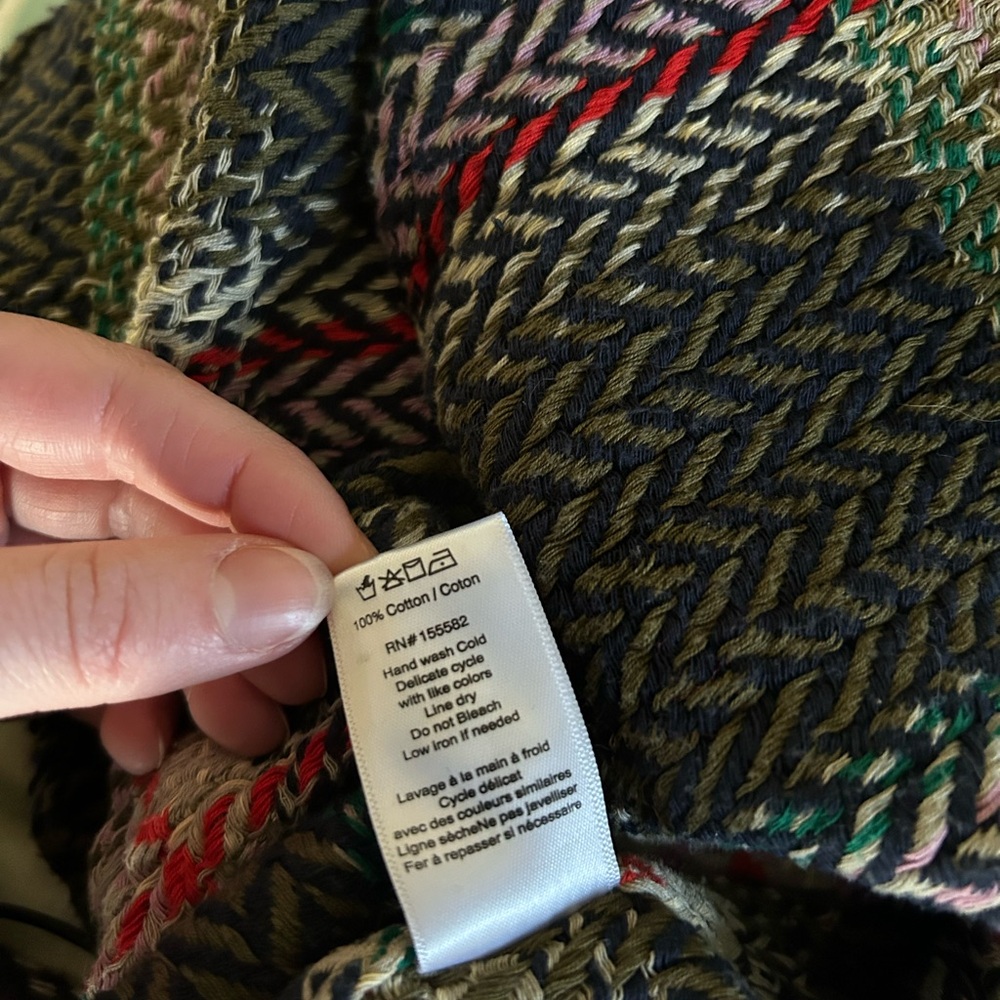 100% Cotton / Coton
RN# 155582
Hand wash Cold
Delicate cycle
with like colors
Line dry
Do not Bleach
Low iron if needed
Lavage à la main à froid
Cycle délicat
avec des couleurs similaires
Ligne sècheNe pas javelliser
Fer à repasser si nécessaire